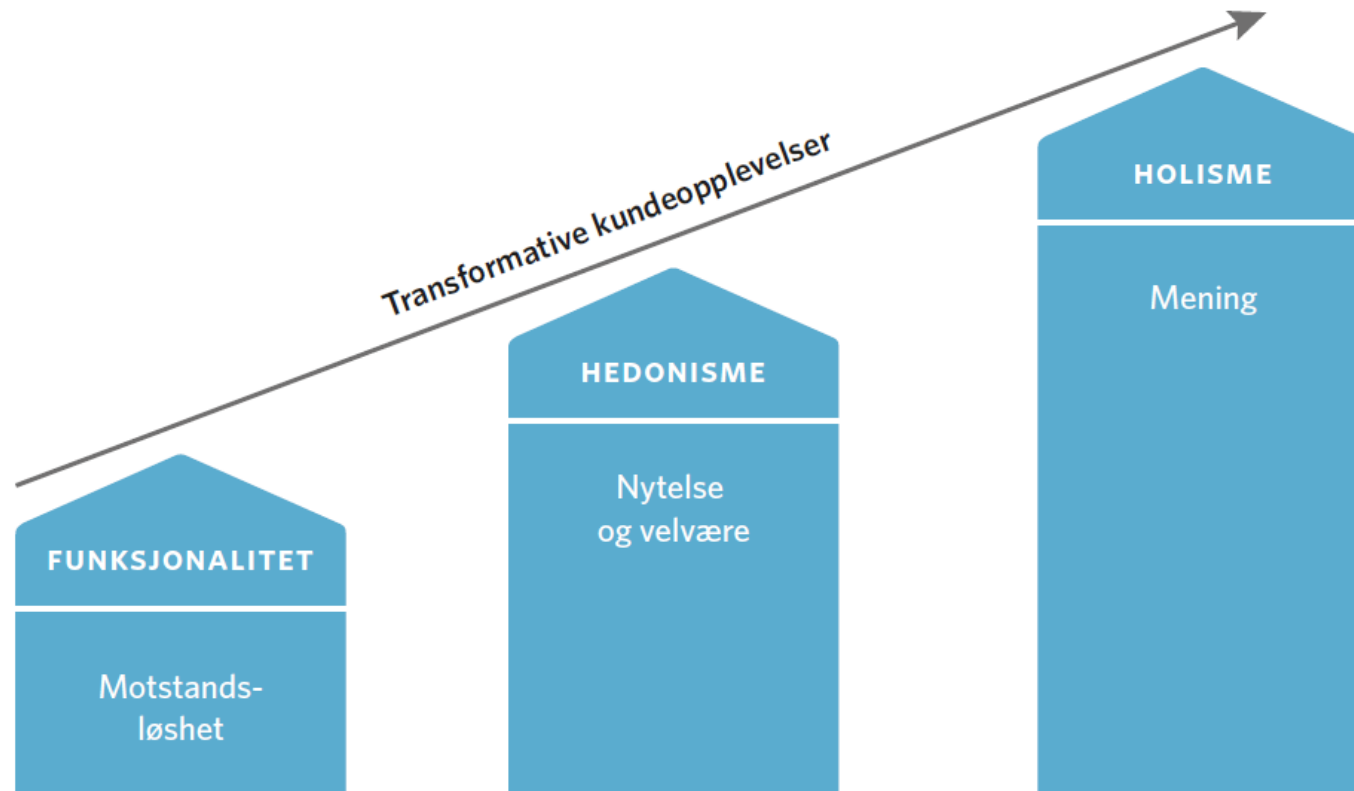 Transformative kundeopplevelser
FUNKSJONALITET
Motstands-
løshet
HEDONISME
Nytelse
og velvære
HOLISME
Mening